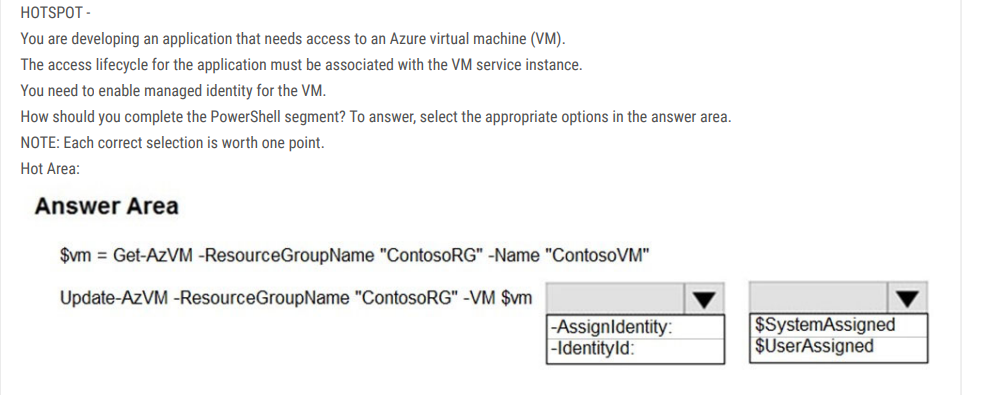 HOTSPOT -
You are developing an application that needs access to an Azure virtual machine (VM).
The access lifecycle for the application must be associated with the VM service instance.
You need to enable managed identity for the VM.
How should you complete the PowerShell segment? To answer, select the appropriate options in the answer area.
NOTE: Each correct selection is worth one point.
Hot Area:
Answer Area
$vm = Get-AzVM -ResourceGroupName "ContosoRG" -Name "ContosoVM"
Update-AzVM -ResourceGroupName "ContosoRG" -VM $vm
-AssignIdentity:
-IdentityId:
$SystemAssigned
$UserAssigned